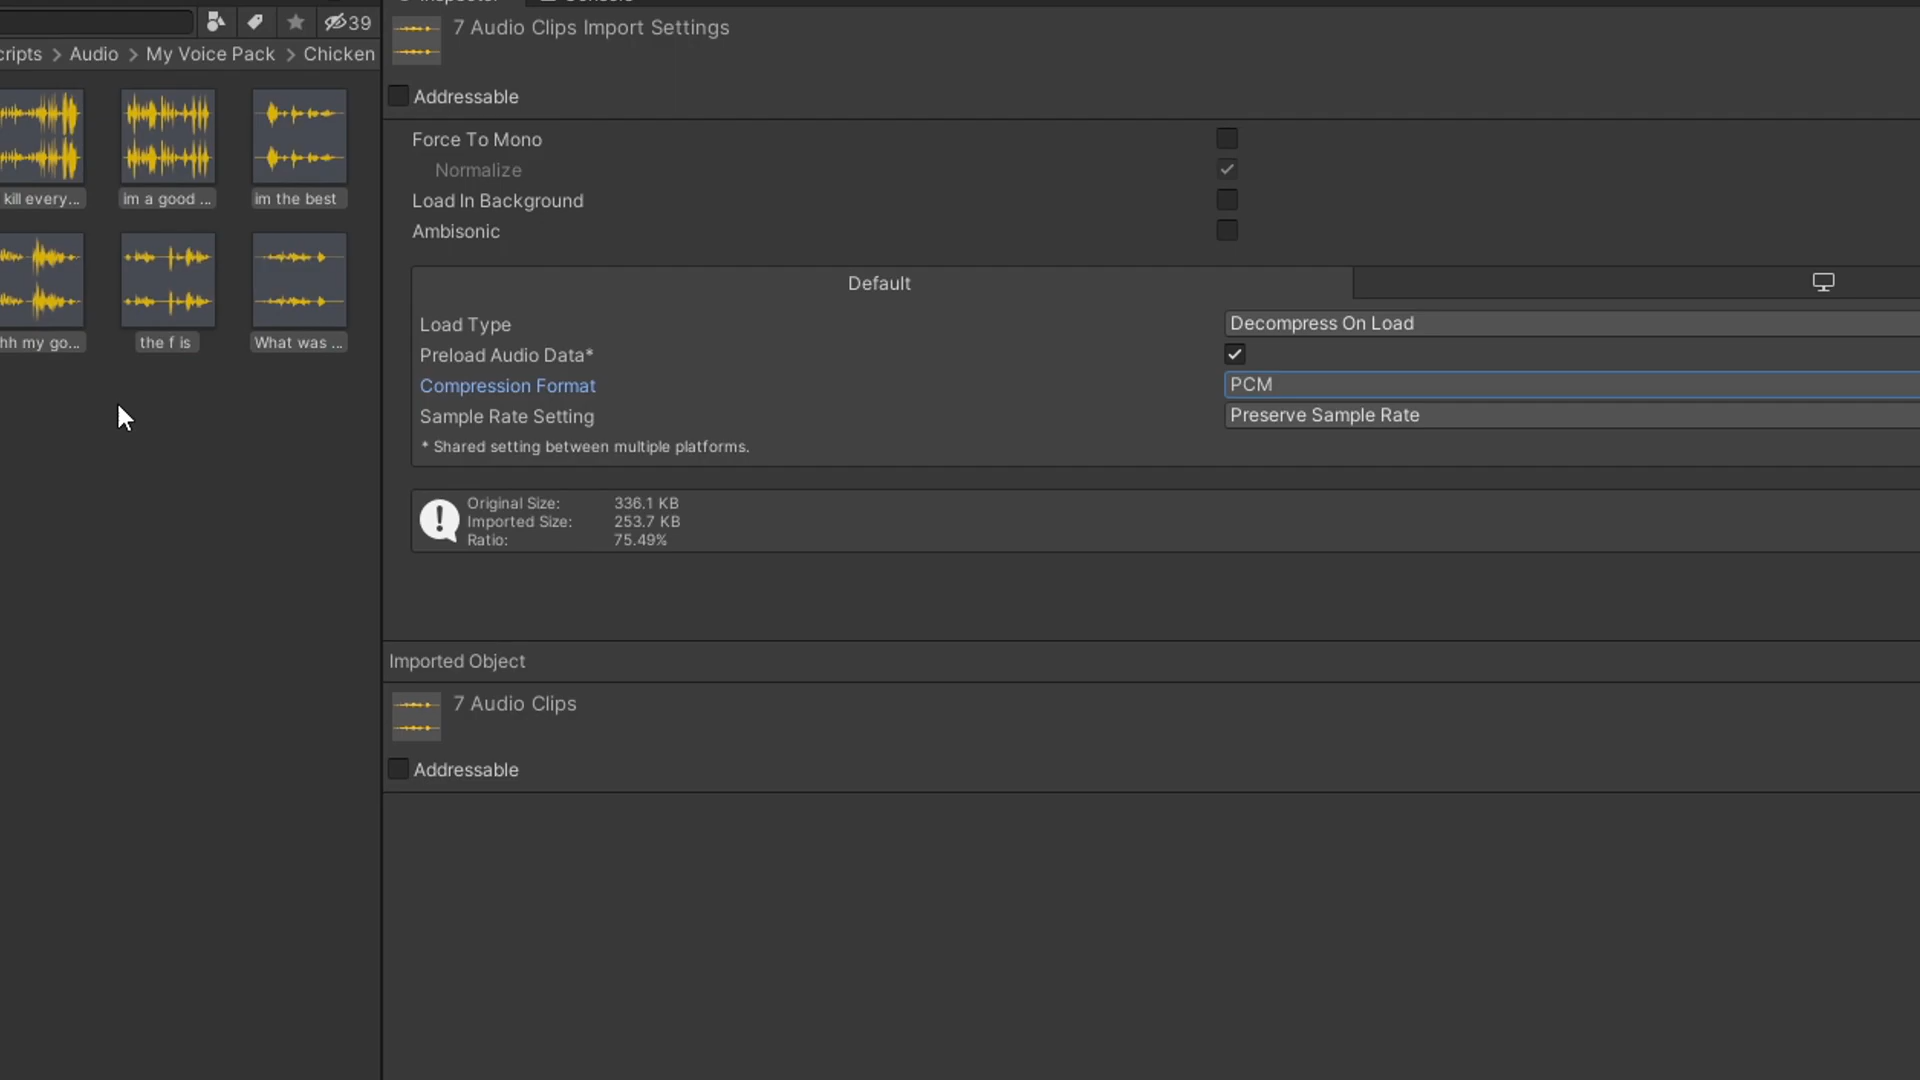 39
cripts > Audio > My Voice Pack > Chicken
kill every...
im a good ...
im the best
hh my go...
the f is
What was ...
7 Audio Clips Import Settings
Addressable
Force To Mono
Normalize
Load In Background
Ambisonic
Default
Load Type
Decompress On Load
Preload Audio Data*
Compression Format
PCM
Sample Rate Setting
Preserve Sample Rate
* Shared setting between multiple platforms.
Original Size: 336.1 KB
Imported Size: 253.7 KB
Ratio: 75.49%
Imported Object
7 Audio Clips
Addressable